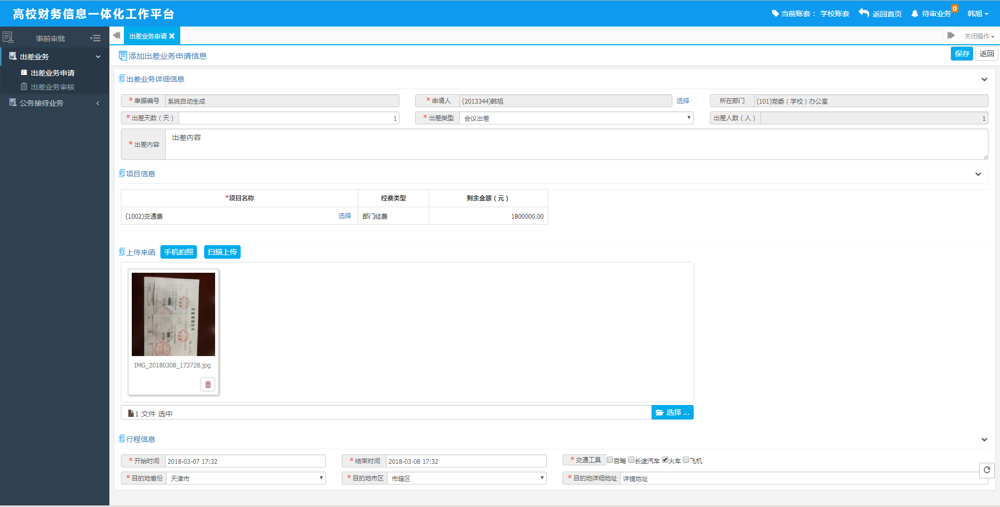 高校财务信息一体化工作平台
当前账套： 学校账套 返回首页 待审业务 0 韩旭
事前审批
出差业务申请
关闭操作
出差业务
出差业务申请
出差业务审核
公务接待业务
添加出差业务申请信息
保存 返回
出差业务详细信息
* 单据编号 系统自动生成 * 申请人 (2013344)韩旭 选择 所在部门 (101)党委（学校）办公室
* 出差天数（天） 1 * 出差类型 会议出差 出差人数（人） 1
* 出差内容 出差内容
项目信息
*项目名称 经费类型 剩余金额（元）
(1002)交通费 选择 部门经费 1800000.00
上传来函 手机拍照 扫描上传
IMG_20180308_173728.jpg
1 文件 选中 选择 ...
行程信息
* 开始时间 2018-03-07 17:32 * 结束时间 2018-03-08 17:32 * 交通工具 自驾 长途汽车 火车 飞机
* 目的地省份 天津市 * 目的地市区 市辖区 * 目的地详细地址 详情地址